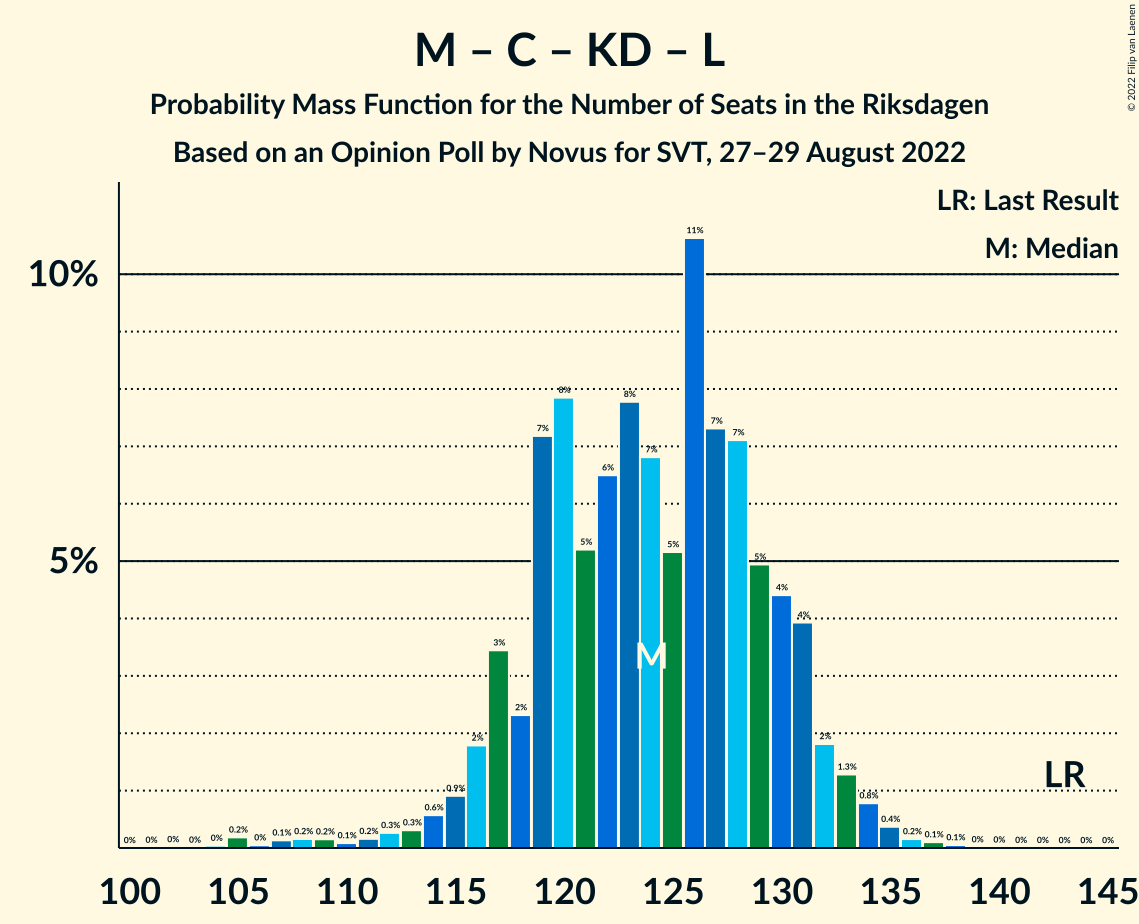 M – C – KD – L
Probability Mass Function for the Number of Seats in the Riksdagen
Based on an Opinion Poll by Novus for SVT, 27–29 August 2022
© 2022 Filip van Laenen
LR: Last Result
M: Median
10%
5%
0% 0% 0% 0% 0% 0.2% 0% 0.1% 0.2% 0.2% 0.1% 0.2% 0.3% 0.3% 0.6% 0.9% 2% 3% 2% 7% 8% 5% 6% 8% 7% 5% 11% 7% 7% 5% 4% 4% 2% 1.3% 0.8% 0.4% 0.2% 0.1% 0.1% 0% 0% 0% 0% 0% 0% 0%
M
LR
100 105 110 115 120 125 130 135 140 145